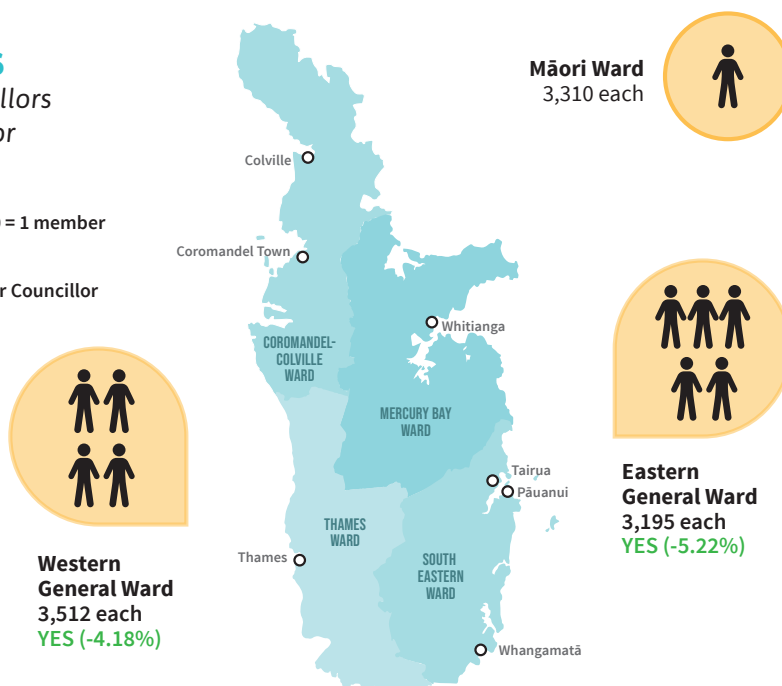 llors
Māori Ward
3,310 each
Colville
= 1 member
Coromandel Town
r Councillor
Whitianga
COROMANDEL-
COLVILLE
WARD
MERCURY BAY
WARD
Tairua
Pāuanui
Eastern
General Ward
3,195 each
YES (-5.22%)
THAMES
WARD
Thames
SOUTH
EASTERN
WARD
Western
General Ward
3,512 each
YES (-4.18%)
Whangamatā